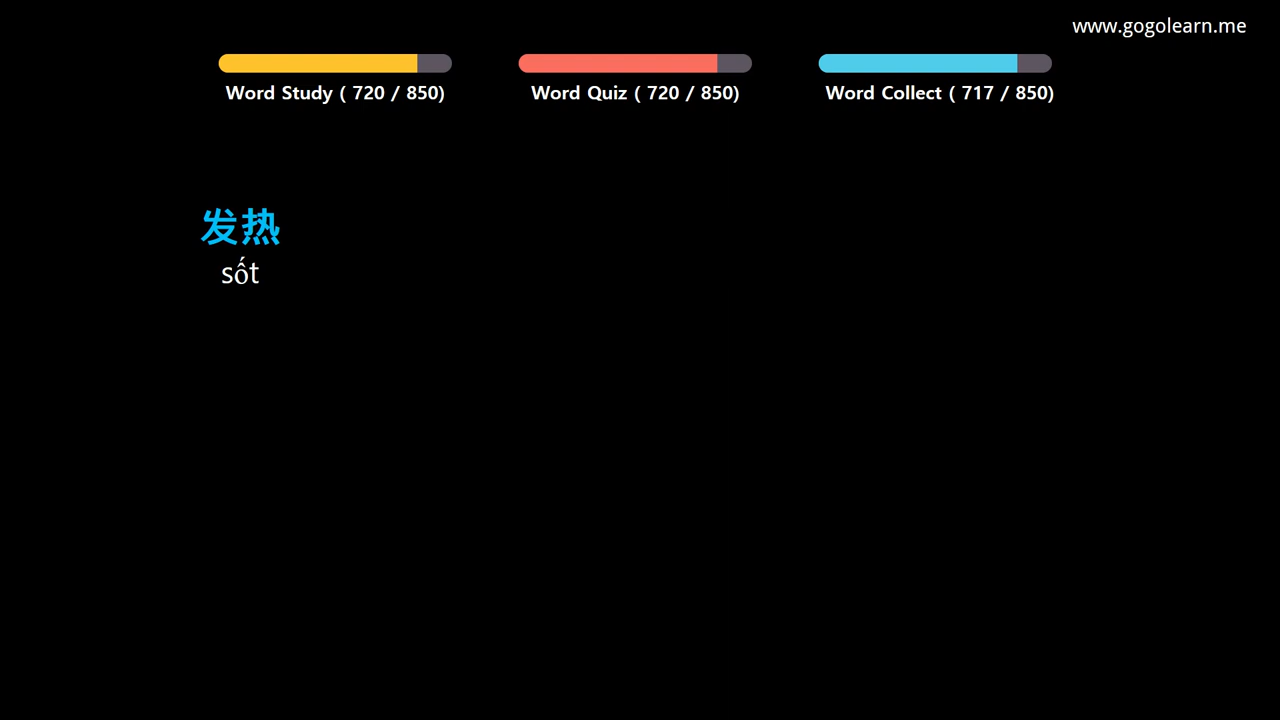 www.gogolearn.me
Word Study ( 720 / 850)
Word Quiz ( 720 / 850)
Word Collect ( 717 / 850)
发热
sốt